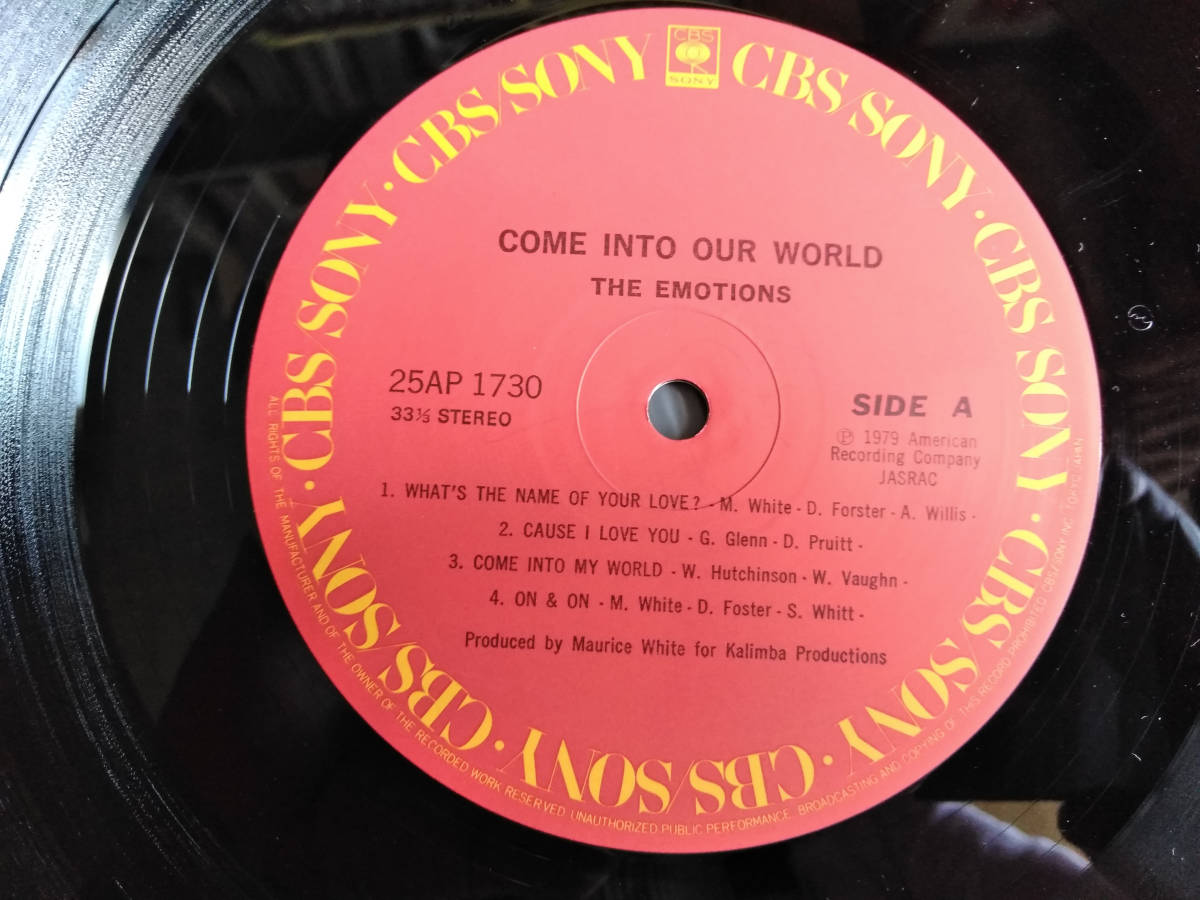 CBS
SONY
CBS/SONY · CBS/SONY · CBS/SONY · CBS/SONY · CBS/SONY · CBS/SONY · CBS/SONY · CBS/SONY · CBS/SONY
COME INTO OUR WORLD
THE EMOTIONS
25AP 1730
33⅓ STEREO
SIDE A
Ⓟ 1979 American
Recording Company
JASRAC
1. WHAT'S THE NAME OF YOUR LOVE? - M. White - D. Forster - A. Willis -
2. CAUSE I LOVE YOU - G. Glenn - D. Pruitt -
3. COME INTO MY WORLD - W. Hutchinson - W. Vaughn -
4. ON & ON - M. White - D. Foster - S. Whitt -
Produced by Maurice White for Kalimba Productions
ALL RIGHTS OF THE MANUFACTURER AND OF THE OWNER OF THE RECORDED WORK RESERVED UNAUTHORIZED PUBLIC PERFORMANCE. BROADCASTING AND COPYING OF THIS RECORD PROHIBITED CBS/SONY INC. TOKYO JAPAN